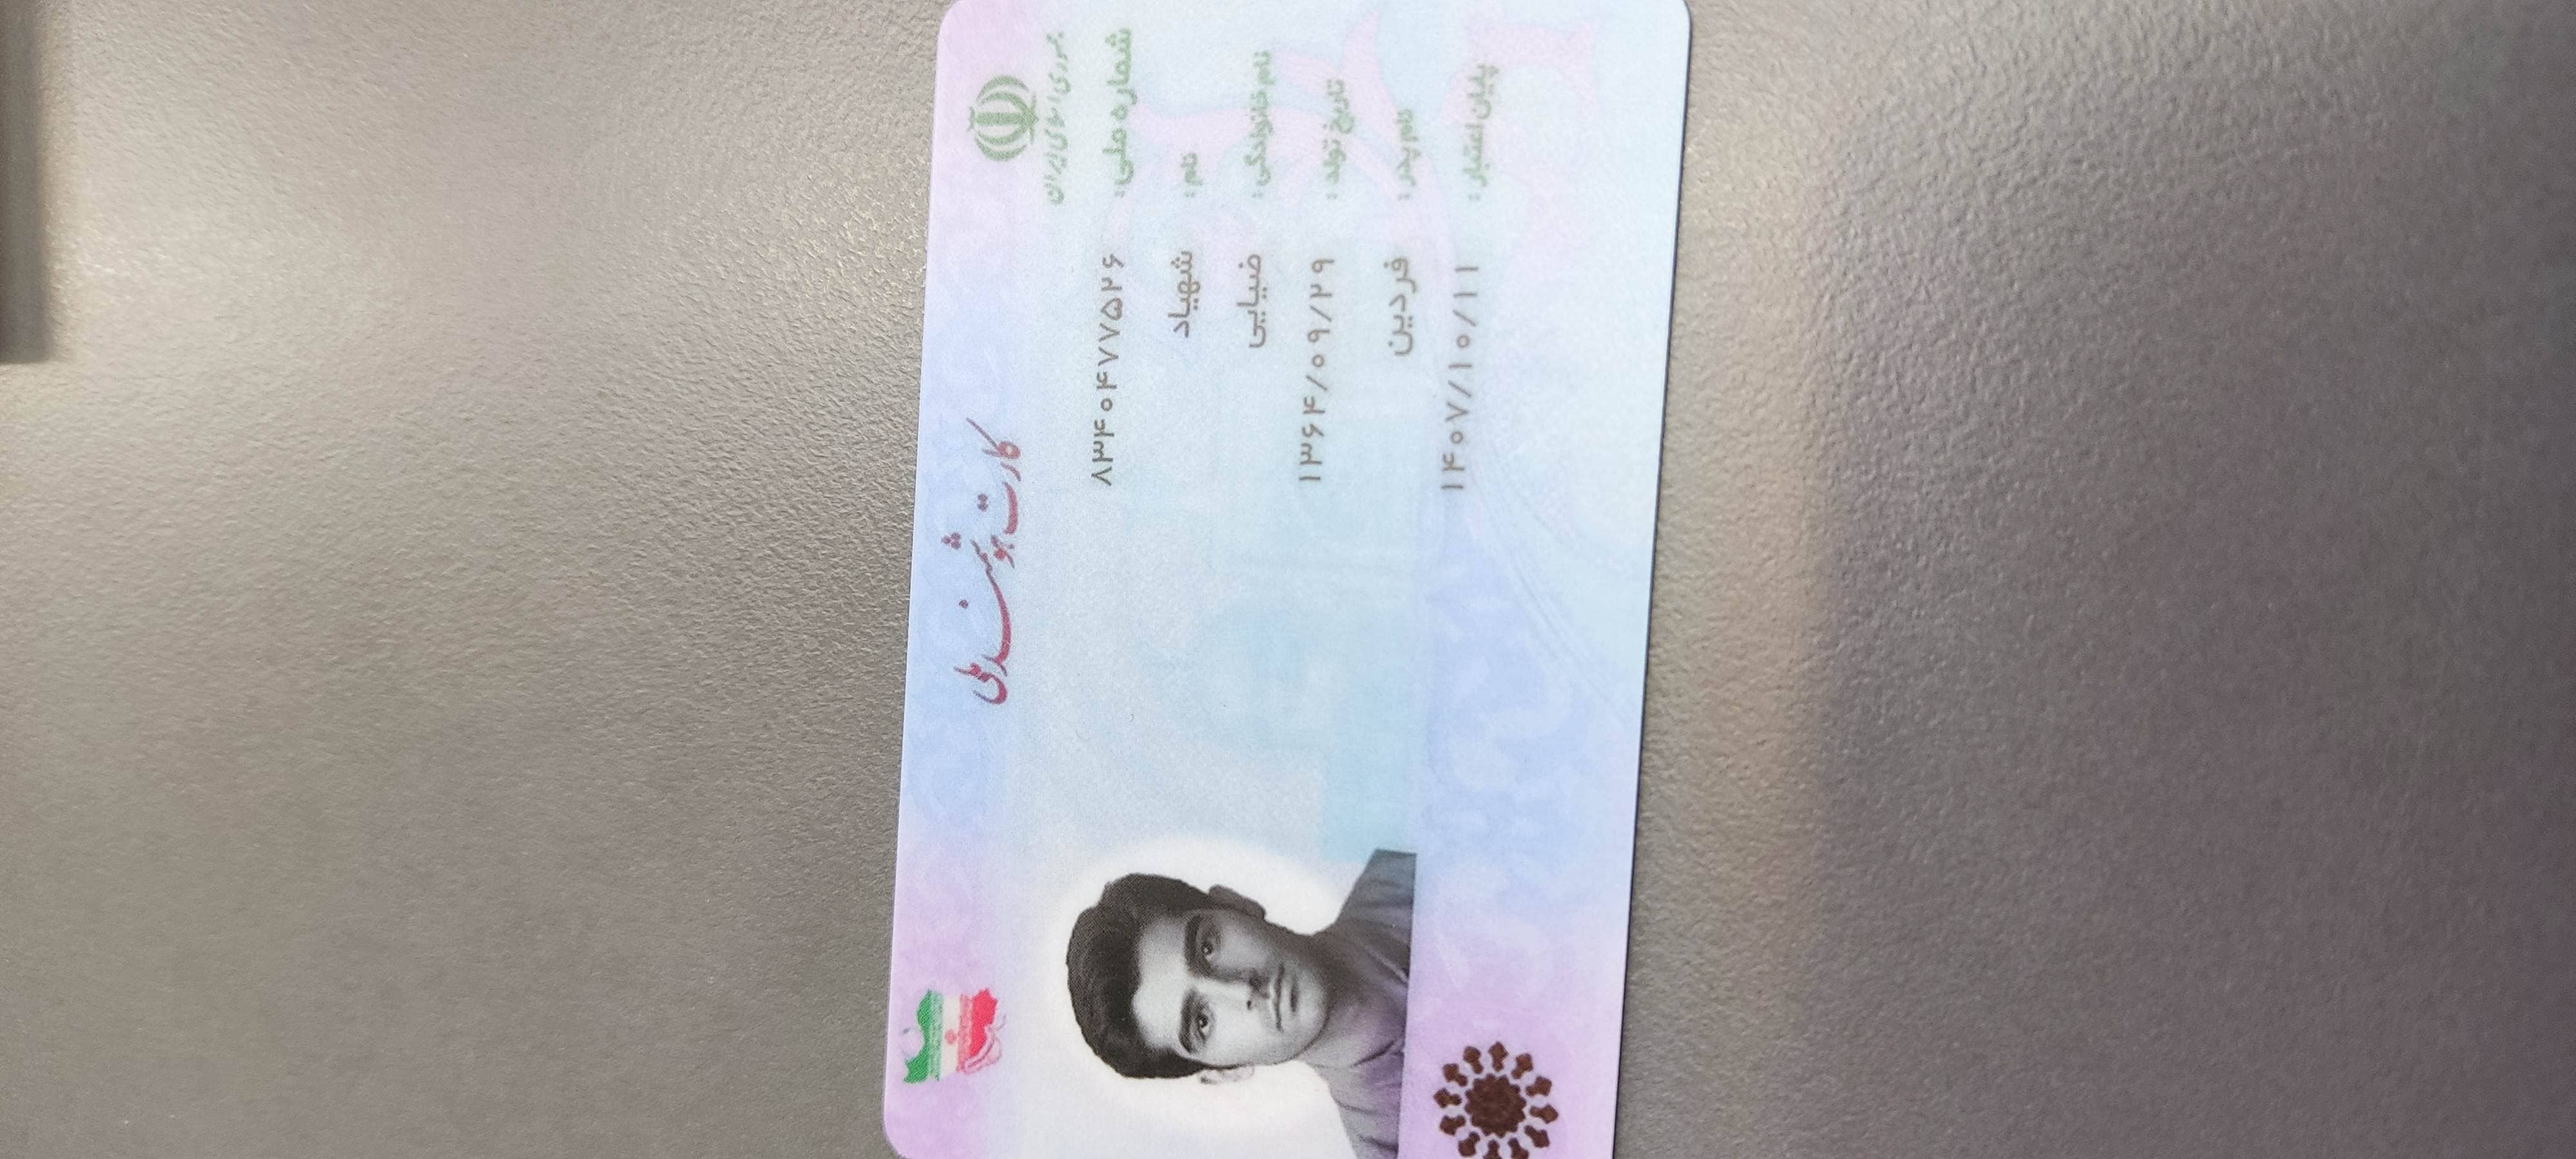 جمهوری اسلامی ایران
کارت هوشمند ملی
شماره ملی: ۸۳۴۰۴۷۷۵۲۶
نام: شهیاد
نام خانوادگی: ضیایی
تاریخ تولد: ۱۳۶۴/۰۹/۲۹
نام پدر: فردین
پایان اعتبار: ۱۴۰۷/۱۰/۱۱